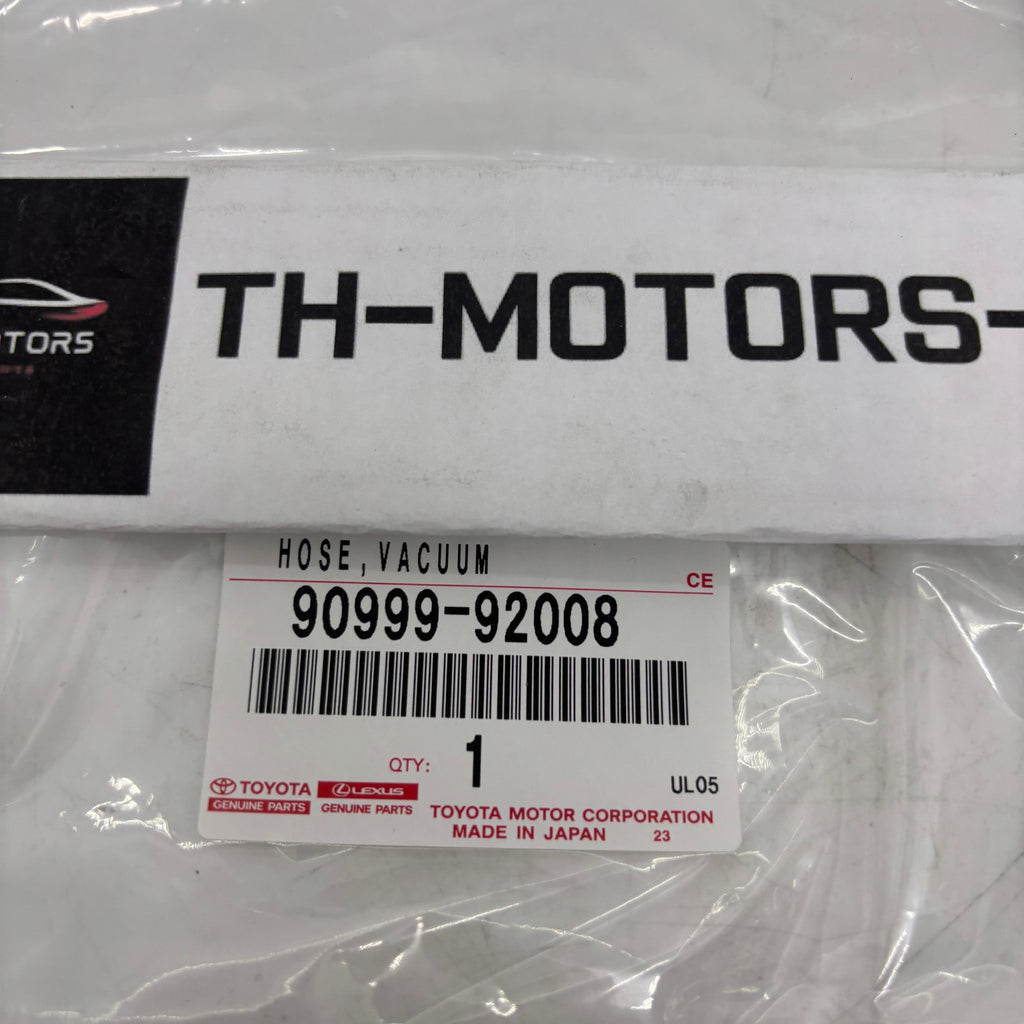 TH-MOTORS-
OTORS
HOSE,VACUUM
CE
90999-92008
QTY: 1
UL05
TOYOTA
GENUINE PARTS
LEXUS
GENUINE PARTS
TOYOTA MOTOR CORPORATION
MADE IN JAPAN 23